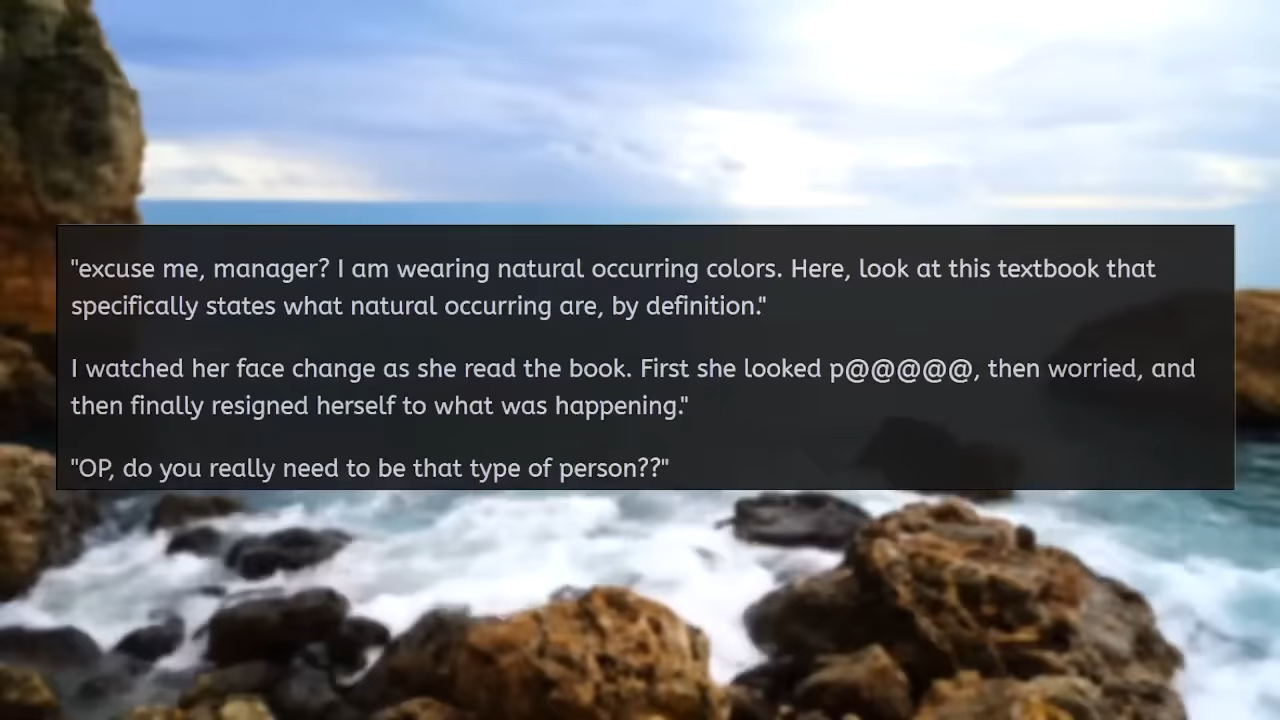 "excuse me, manager? I am wearing natural occurring colors. Here, look at this textbook that
specifically states what natural occurring are, by definition."
I watched her face change as she read the book. First she looked p@@@@@, then worried, and
then finally resigned herself to what was happening."
"OP, do you really need to be that type of person??"